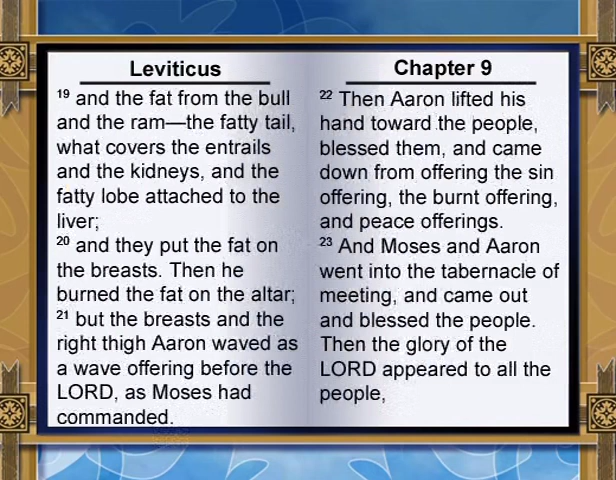 Leviticus
19 and the fat from the bull
and the ram—the fatty tail,
what covers the entrails
and the kidneys, and the
fatty lobe attached to the
liver;
20 and they put the fat on
the breasts. Then he
burned the fat on the altar;
21 but the breasts and the
right thigh Aaron waved as
a wave offering before the
LORD, as Moses had
commanded.
Chapter 9
22 Then Aaron lifted his
hand toward the people,
blessed them, and came
down from offering the sin
offering, the burnt offering,
and peace offerings.
23 And Moses and Aaron
went into the tabernacle of
meeting, and came out
and blessed the people.
Then the glory of the
LORD appeared to all the
people,